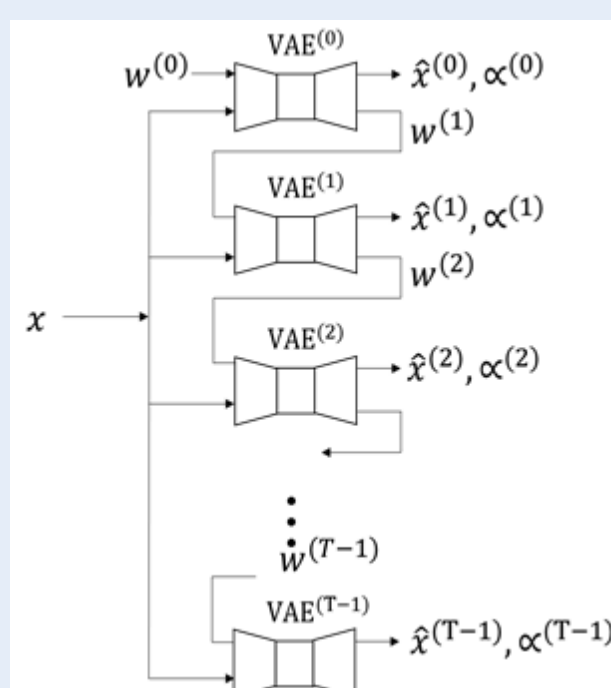 VAE⁽⁰⁾
w⁽⁰⁾
x̂⁽⁰⁾, ∝⁽⁰⁾
w⁽¹⁾
VAE⁽¹⁾
x̂⁽¹⁾, ∝⁽¹⁾
w⁽²⁾
x
VAE⁽²⁾
x̂⁽²⁾, ∝⁽²⁾
w⁽ᵀ⁻¹⁾
VAE⁽ᵀ⁻¹⁾
x̂⁽ᵀ⁻¹⁾, ∝⁽ᵀ⁻¹⁾